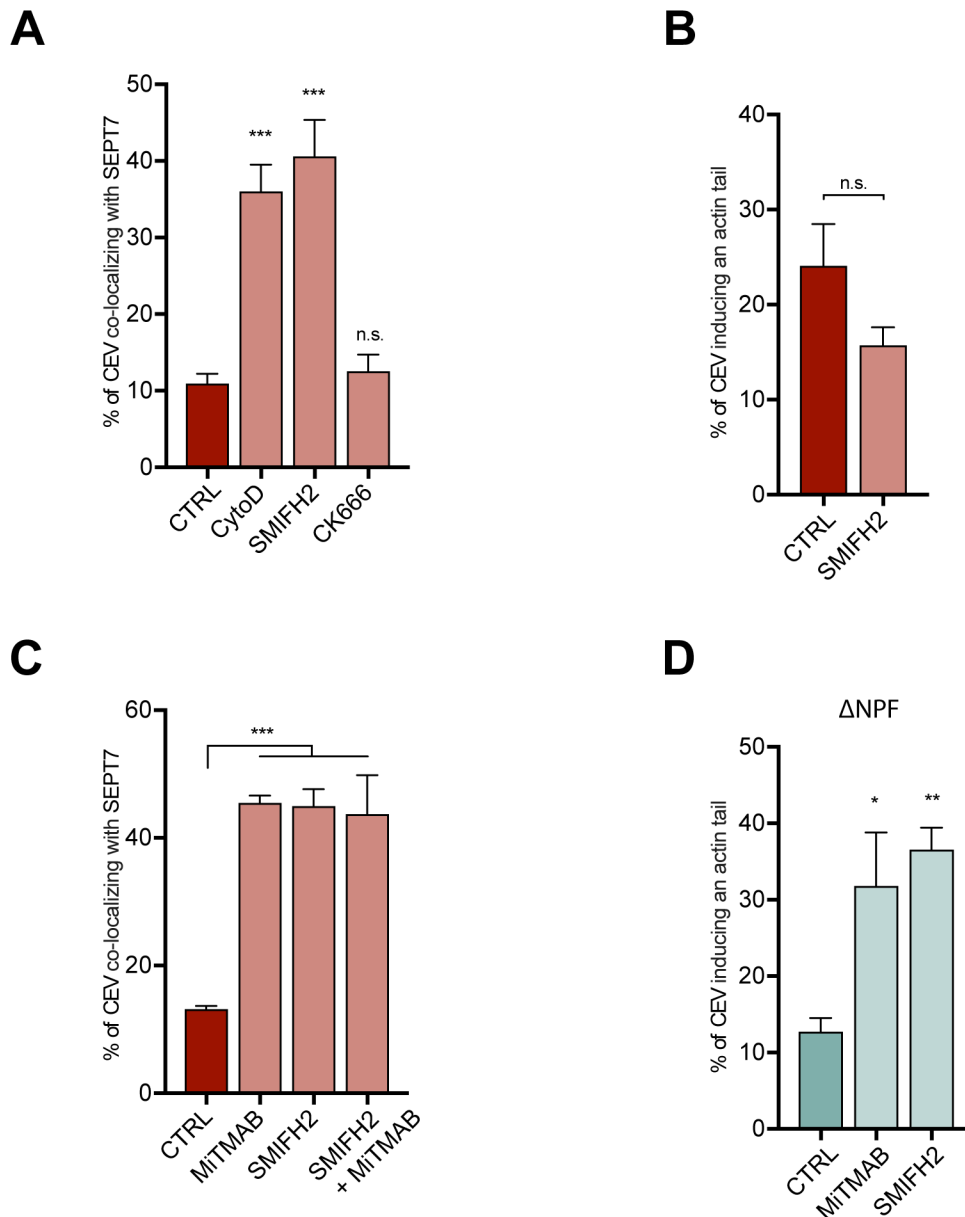 A
% of CEV co-localizing with SEPT7
50
40
30
20
10
0
***
***
n.s.
CTRL
CytoD
SMIFH2
CK666
B
% of CEV inducing an actin tail
40
30
20
10
0
n.s.
CTRL
SMIFH2
C
% of CEV co-localizing with SEPT7
60
40
20
0
***
CTRL
MiTMAB
SMIFH2
SMIFH2
+ MiTMAB
D
ΔNPF
% of CEV inducing an actin tail
50
40
30
20
10
0
*
**
CTRL
MiTMAB
SMIFH2